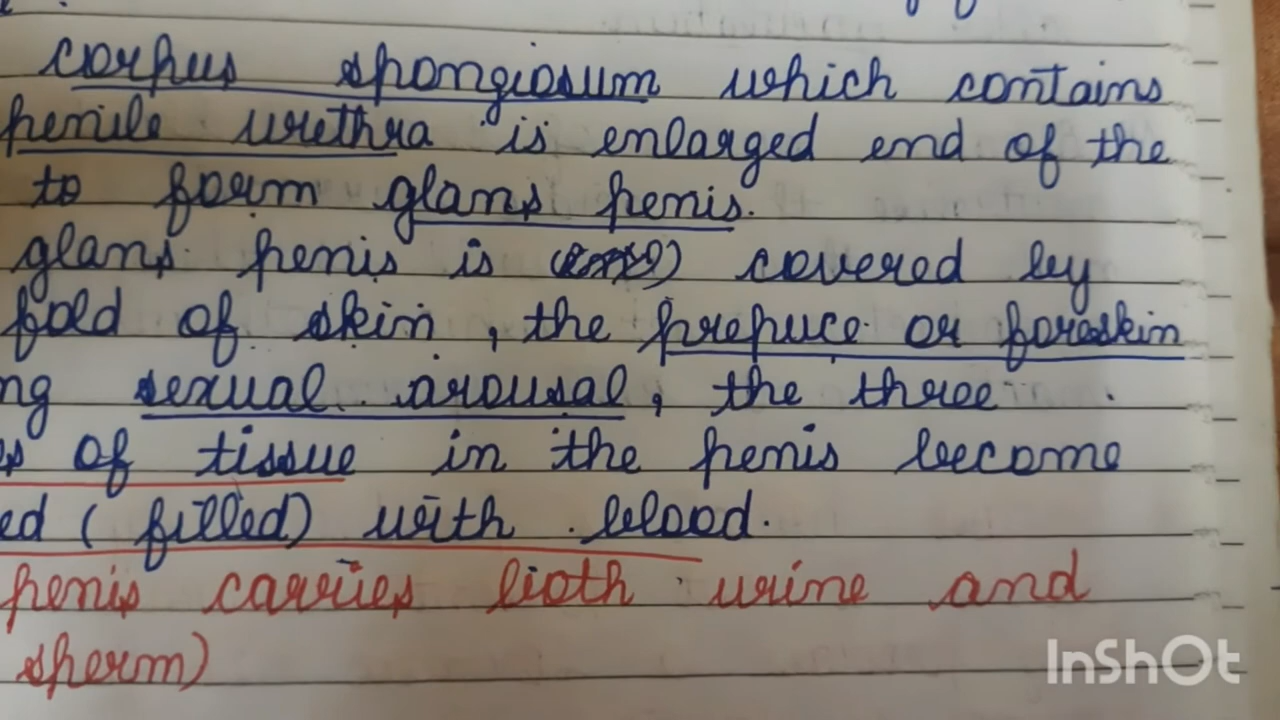 corpus spongiosum which contains
penile urethra is enlarged end of the
to form glans penis.
glans penis is covered by
fold of skin, the prepuce or foreskin
ng sexual arousal, the three
s of tissue in the penis become
ed (filled) with blood.
penis carries both urine and
sperm)
InShOt